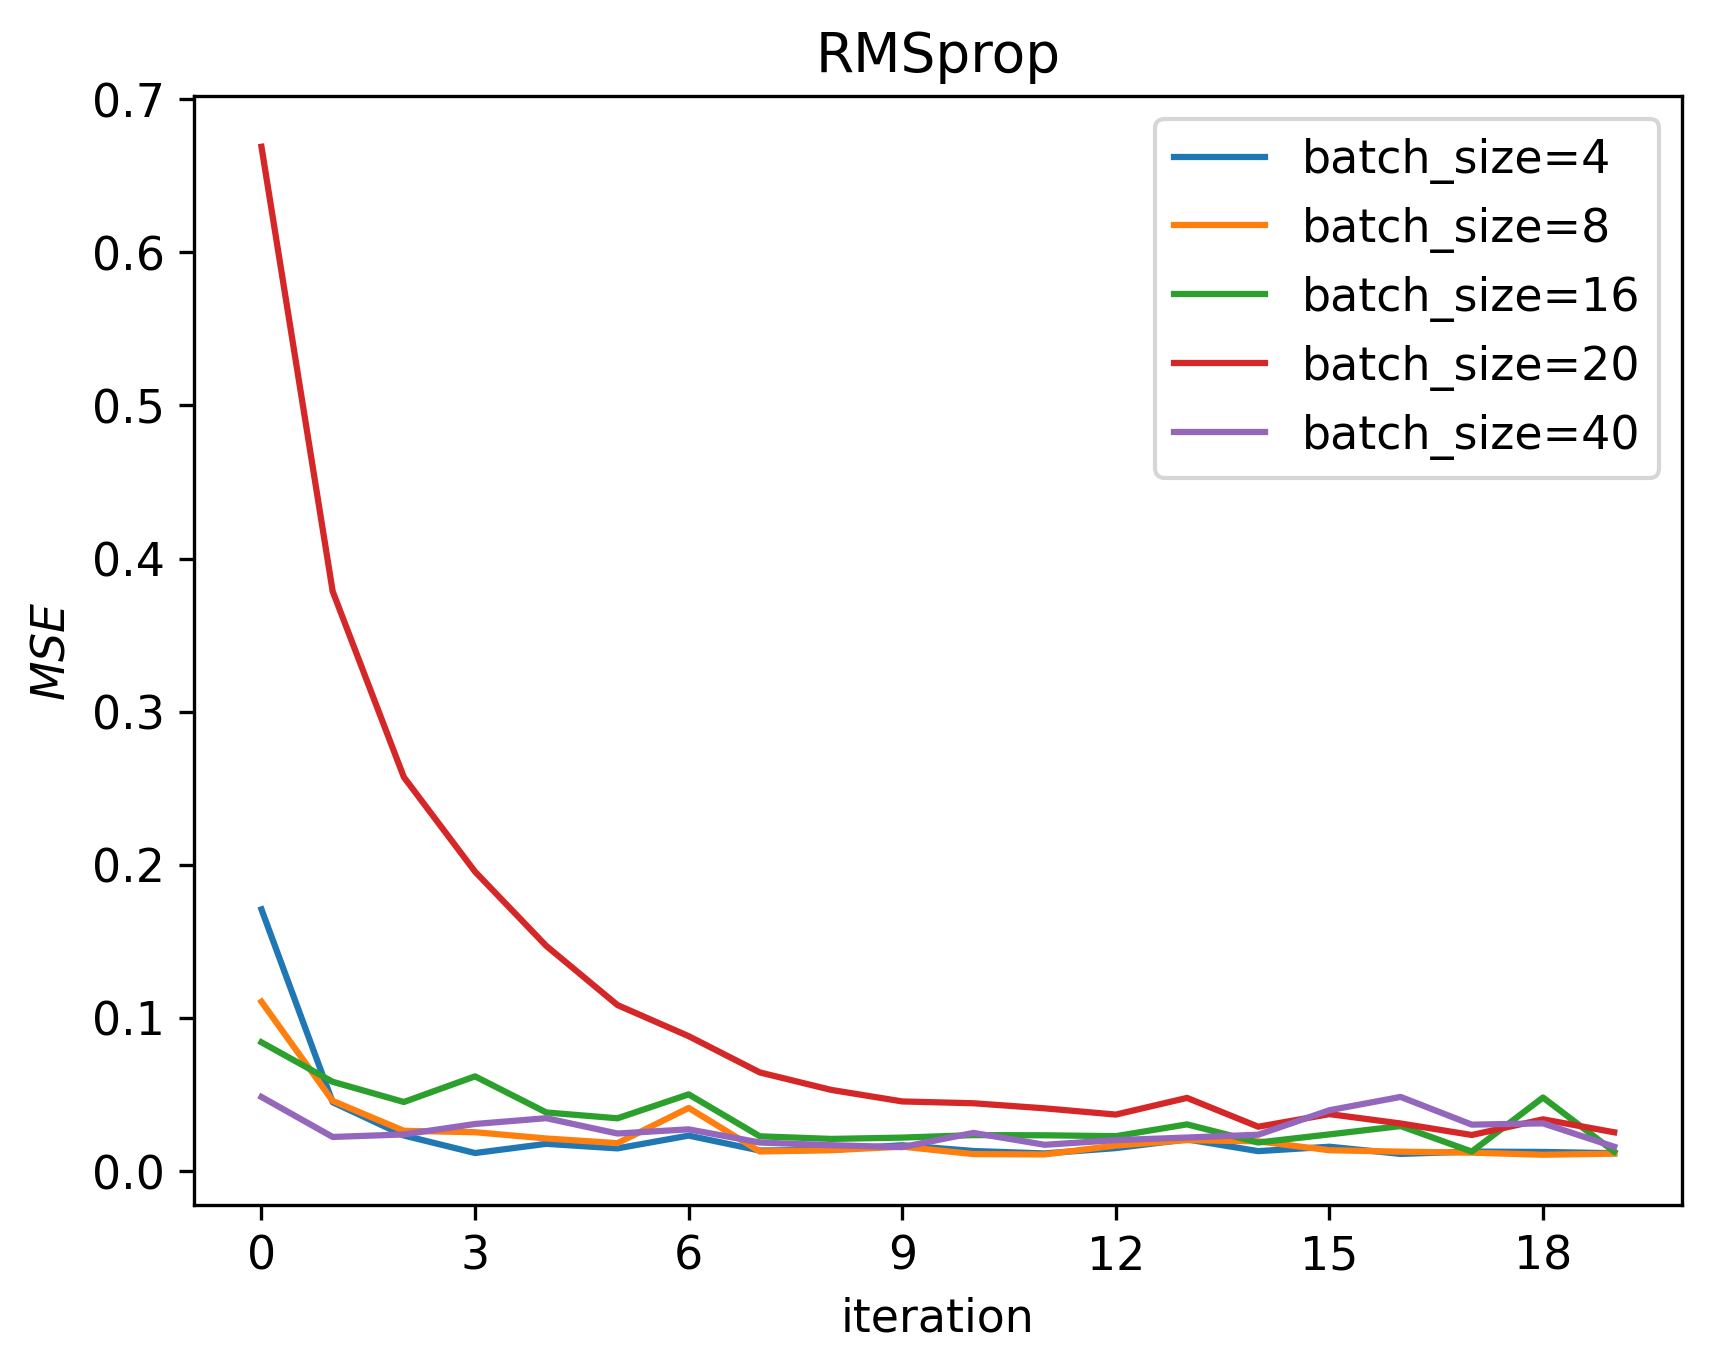 RMSprop
0.7
0.6
0.5
0.4
0.3
0.2
0.1
0.0
MSE
batch_size=4
batch_size=8
batch_size=16
batch_size=20
batch_size=40
0 3 6 9 12 15 18
iteration